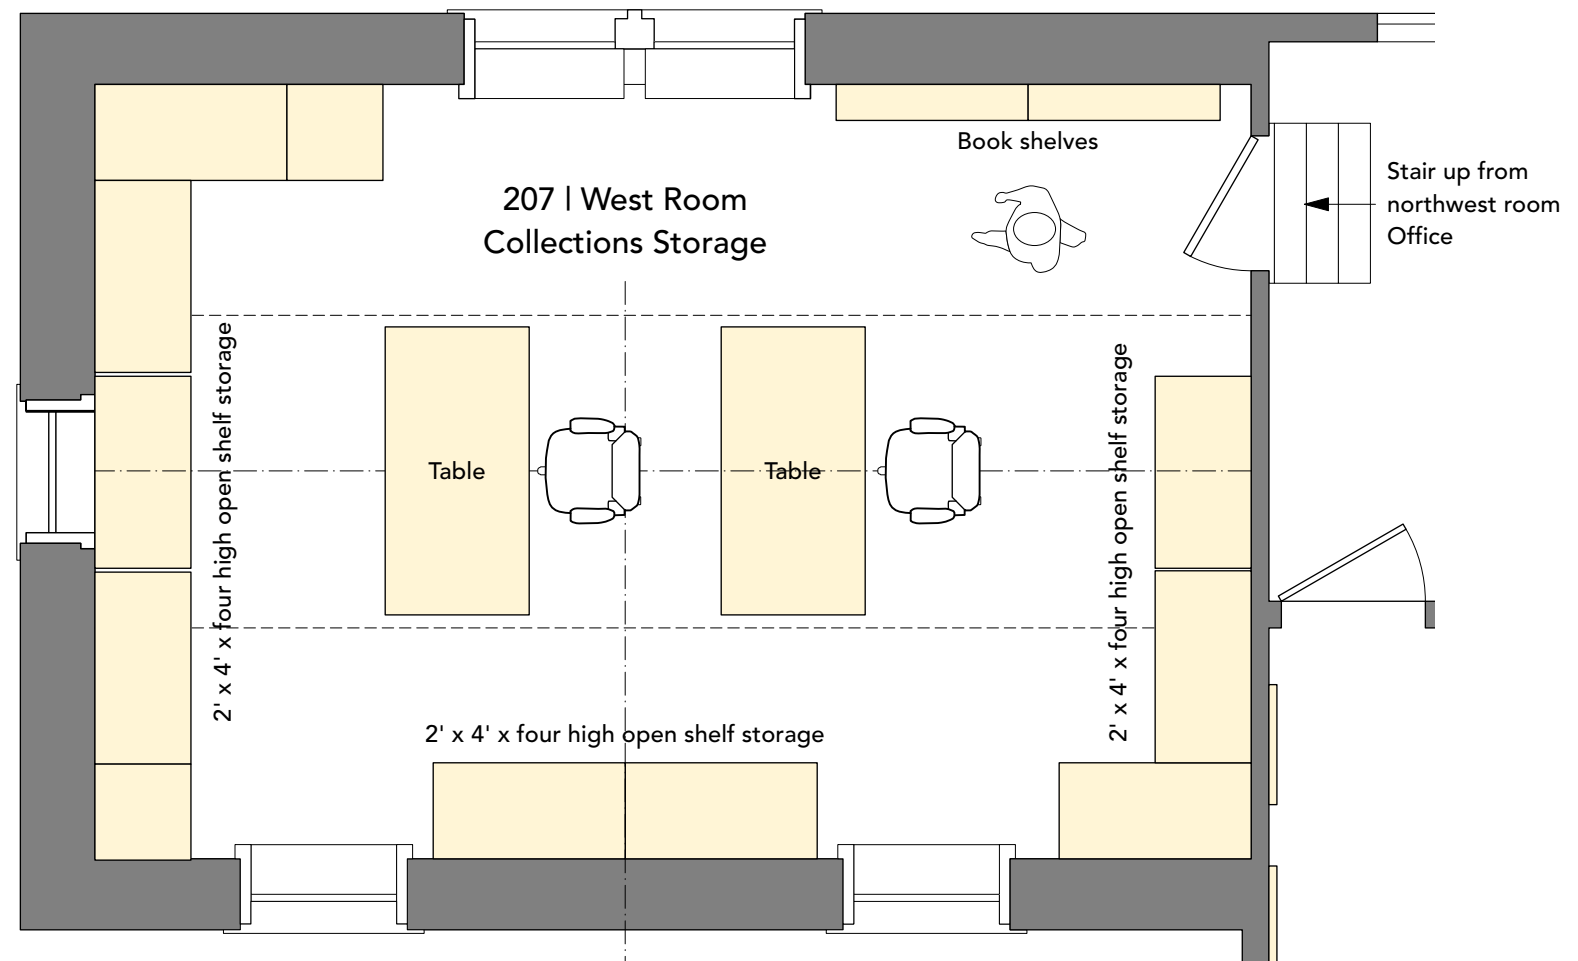 Book shelves
207 | West Room
Collections Storage
Stair up from
northwest room
Office
2' x 4' x four high open shelf storage
Table
Table
2' x 4' x four high open shelf storage
2' x 4' x four high open shelf storage